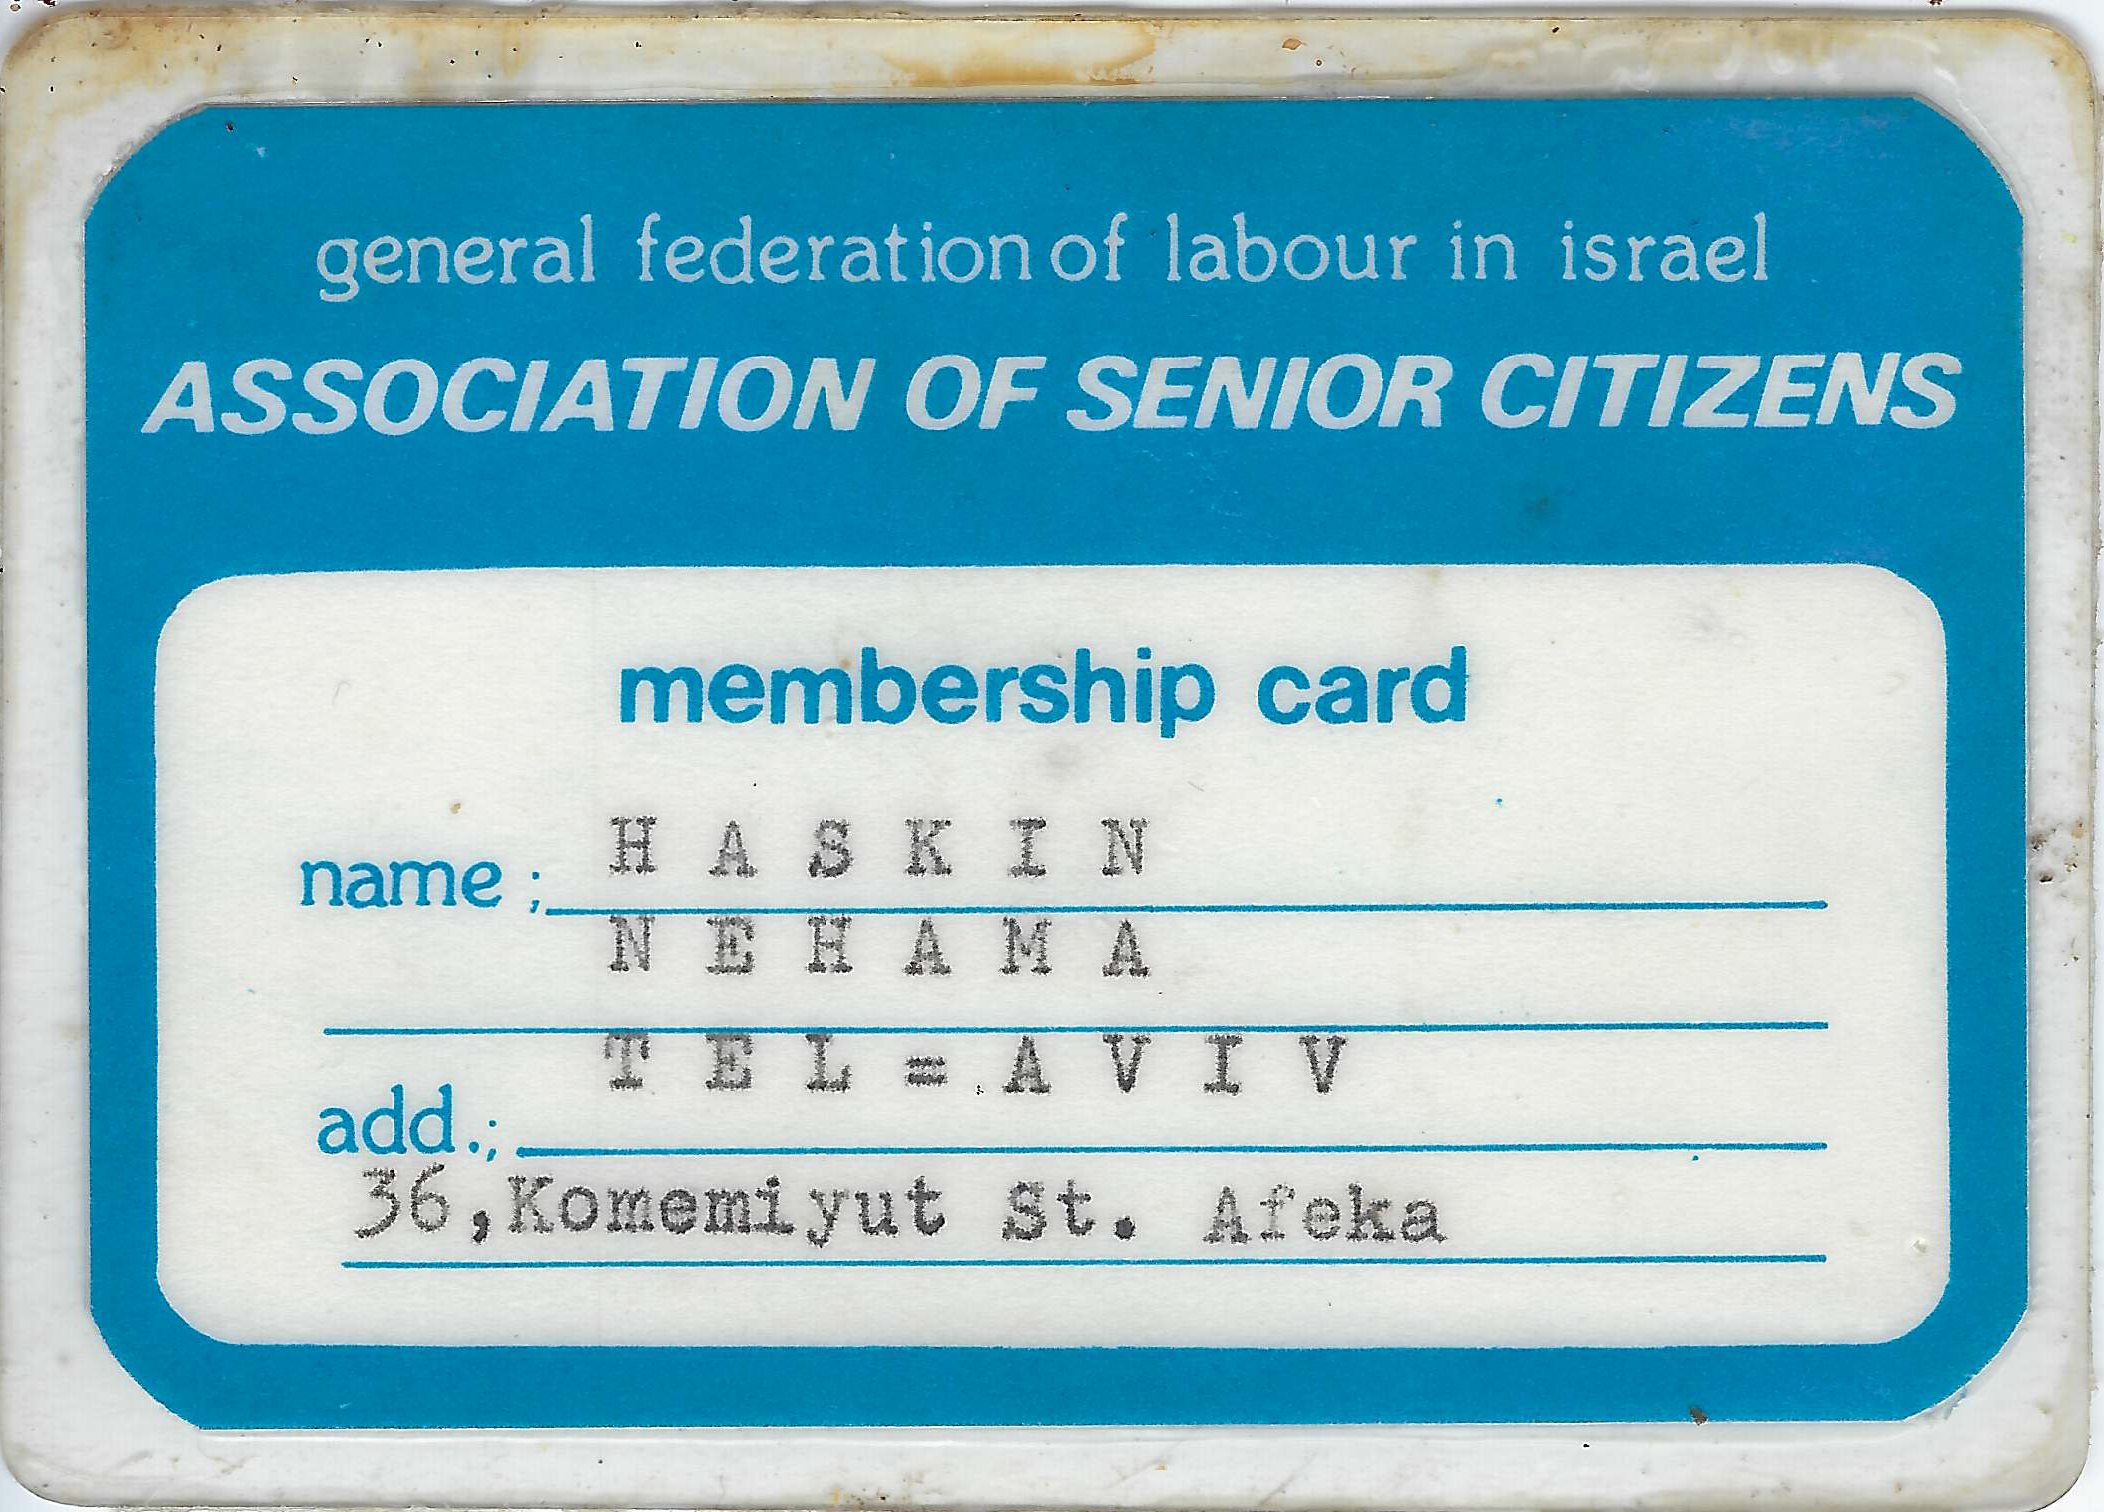 general federation of labour in israel
ASSOCIATION OF SENIOR CITIZENS
membership card
name ; H A S K I N
N E H A M A
T E L = A V I V
add.;
36,Komemiyut St. Afeka